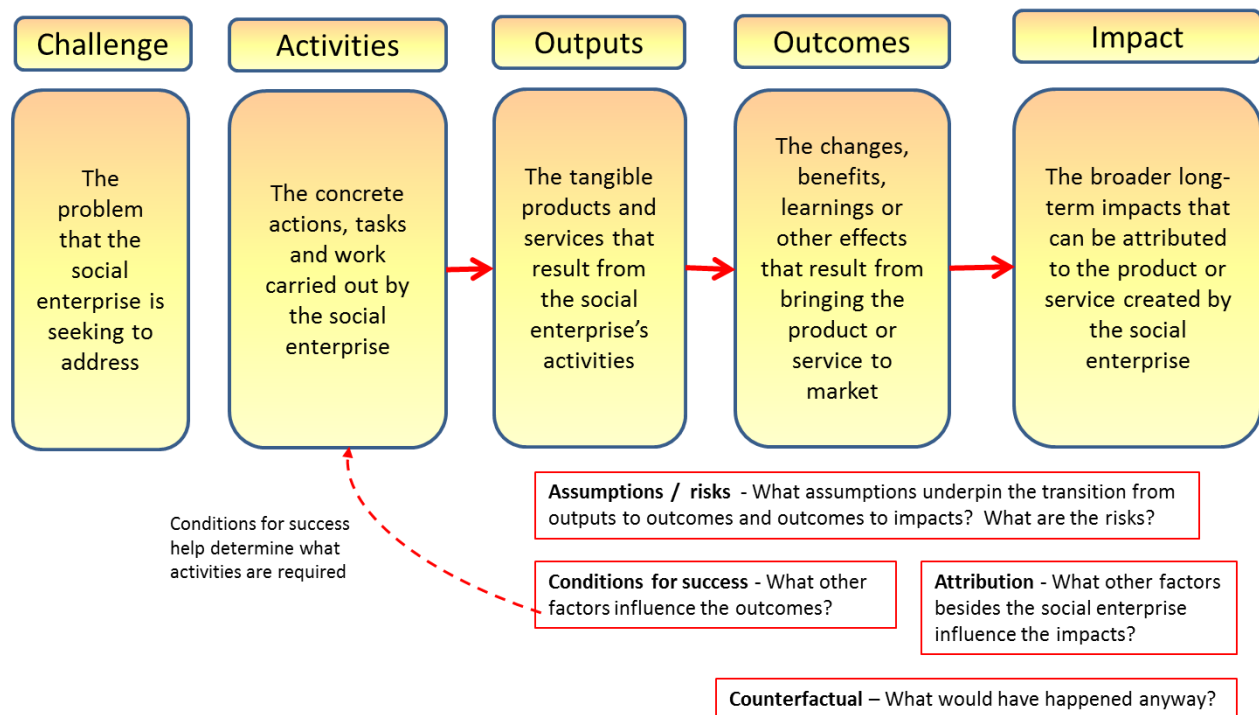 Challenge
Activities
Outputs
Outcomes
Impact
The
problem
that the
social
enterprise is
seeking to
address
The concrete
actions, tasks
and work
carried out by
the social
enterprise
The tangible
products and
services that
result from
the social
enterprise’s
activities
The changes,
benefits,
learnings or
other effects
that result from
bringing the
product or
service to
market
The broader long-
term impacts that
can be attributed
to the product or
service created by
the social
enterprise
Assumptions / risks - What assumptions underpin the transition from
outputs to outcomes and outcomes to impacts? What are the risks?
Conditions for success
help determine what
activities are required
Conditions for success - What other
factors influence the outcomes?
Attribution - What other factors
besides the social enterprise
influence the impacts?
Counterfactual – What would have happened anyway?